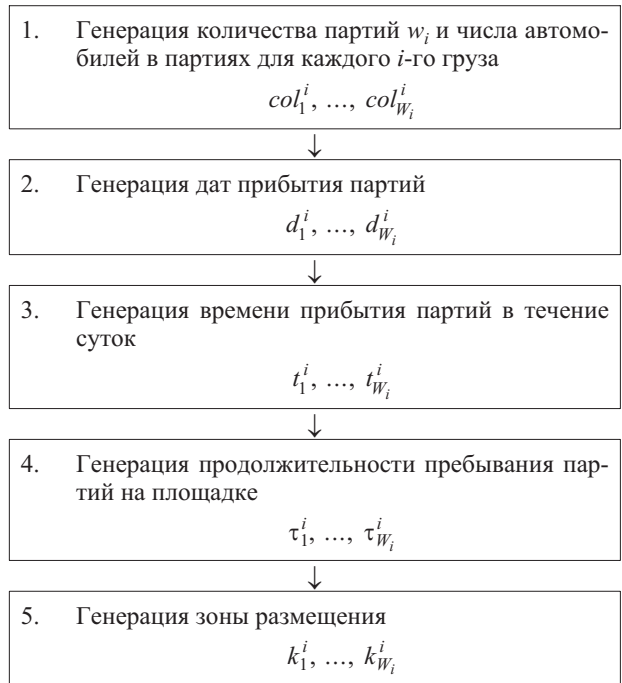 1. Генерация количества партий w_i и числа автомо-
билей в партиях для каждого i-го груза
col_1^i, ..., col_{W_i}^i
↓
2. Генерация дат прибытия партий
d_1^i, ..., d_{W_i}^i
↓
3. Генерация времени прибытия партий в течение
суток
t_1^i, ..., t_{W_i}^i
↓
4. Генерация продолжительности пребывания пар-
тий на площадке
τ_1^i, ..., τ_{W_i}^i
↓
5. Генерация зоны размещения
k_1^i, ..., k_{W_i}^i